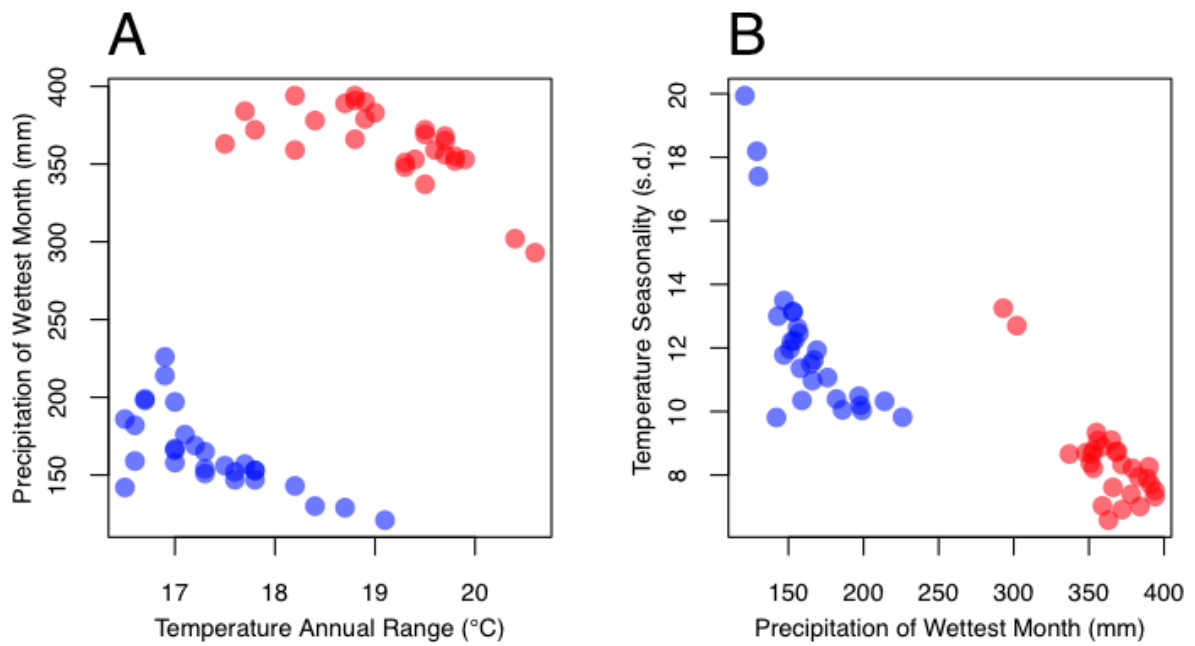 A
Precipitation of Wettest Month (mm)
400
350
300
250
200
150
17 18 19 20
Temperature Annual Range (°C)
B
Temperature Seasonality (s.d.)
20
18
16
14
12
10
8
150 200 250 300 350 400
Precipitation of Wettest Month (mm)